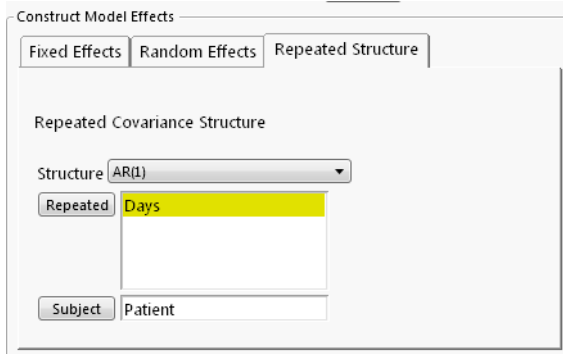 Construct Model Effects
Fixed Effects Random Effects Repeated Structure
Repeated Covariance Structure
Structure AR(1)
Repeated Days
Subject Patient